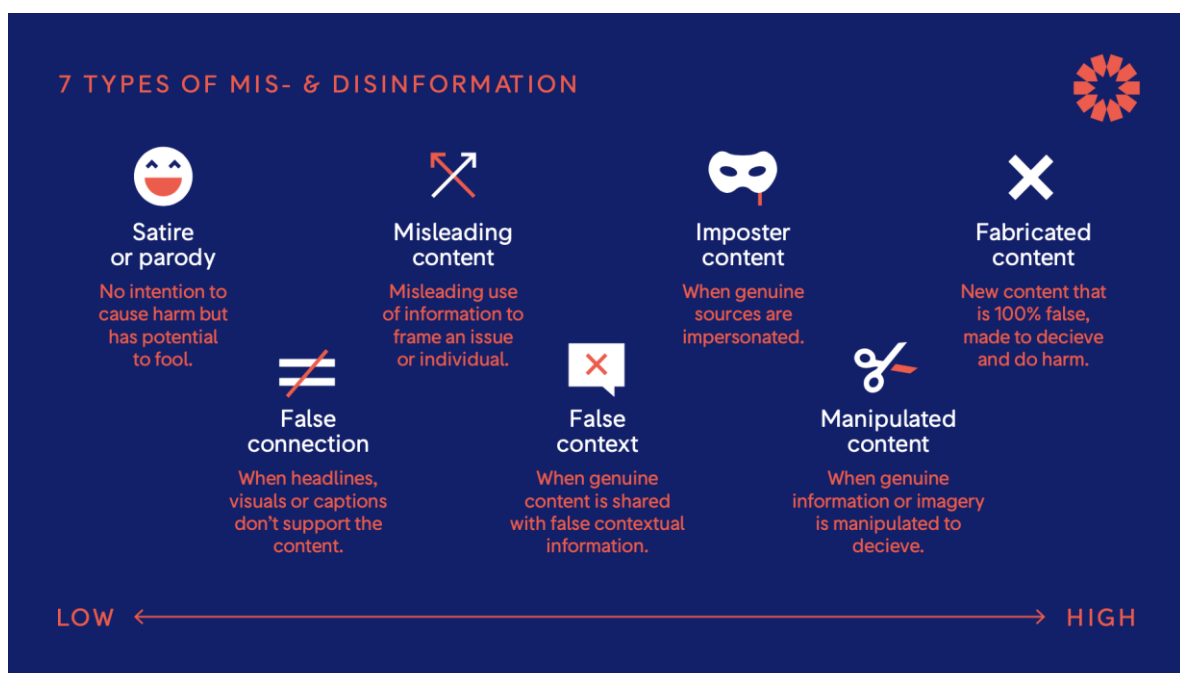 7 TYPES OF MIS- & DISINFORMATION
Satire
or parody
No intention to
cause harm but
has potential
to fool.
False
connection
When headlines,
visuals or captions
don't support the
content.
Misleading
content
Misleading use
of information to
frame an issue
or individual.
False
context
When genuine
content is shared
with false contextual
information.
Imposter
content
When genuine
sources are
impersonated.
Manipulated
content
When genuine
information or imagery
is manipulated to
decieve.
Fabricated
content
New content that
is 100% false,
made to decieve
and do harm.
LOW
HIGH